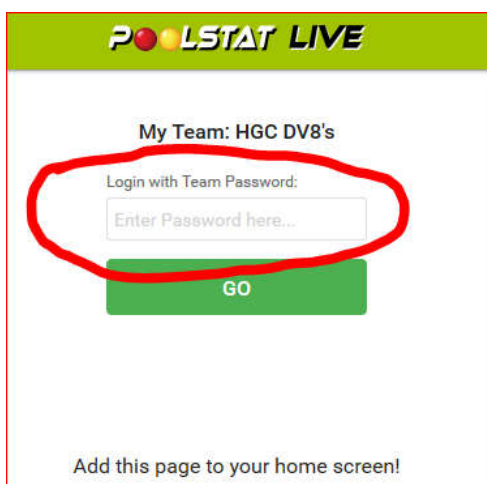 POOLSTAT LIVE
My Team: HGC DV8's
Login with Team Password:
Enter Password here...
GO
Add this page to your home screen!